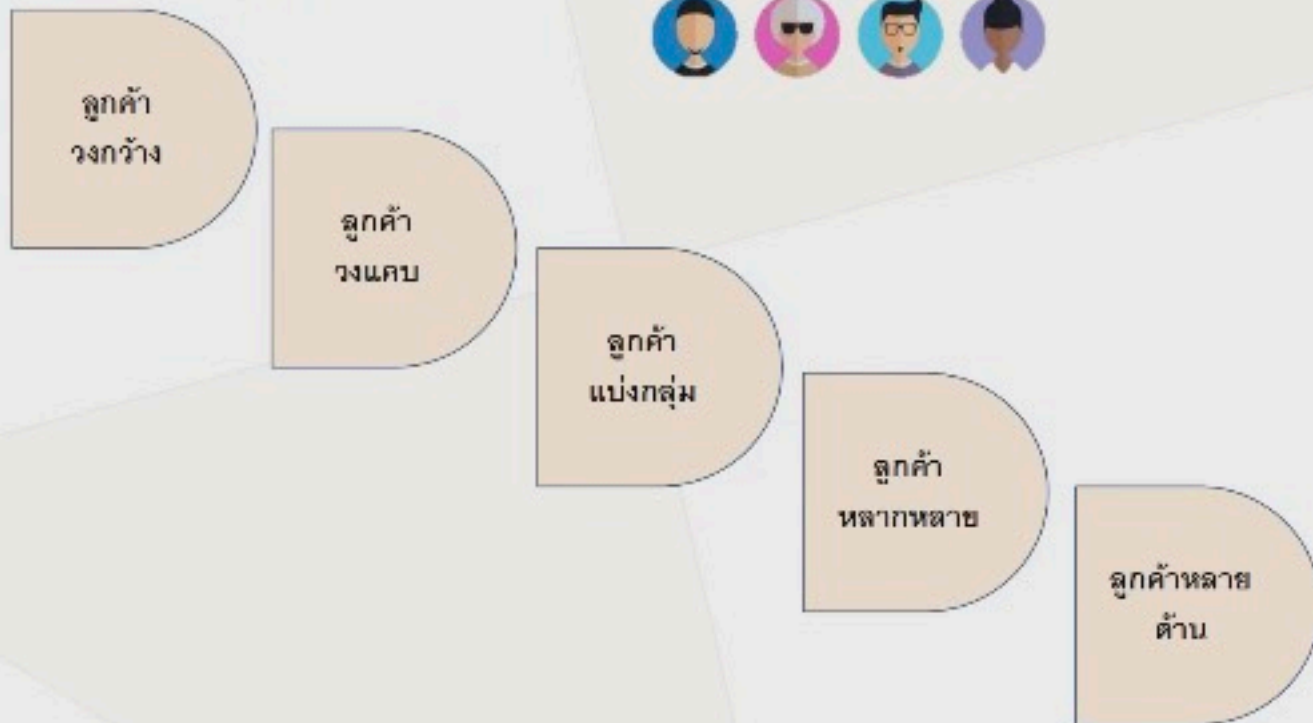 ลูกค้า
วงกว้าง
ลูกค้า
วงแคบ
ลูกค้า
แบ่งกลุ่ม
ลูกค้า
หลากหลาย
ลูกค้าหลาย
ด้าน